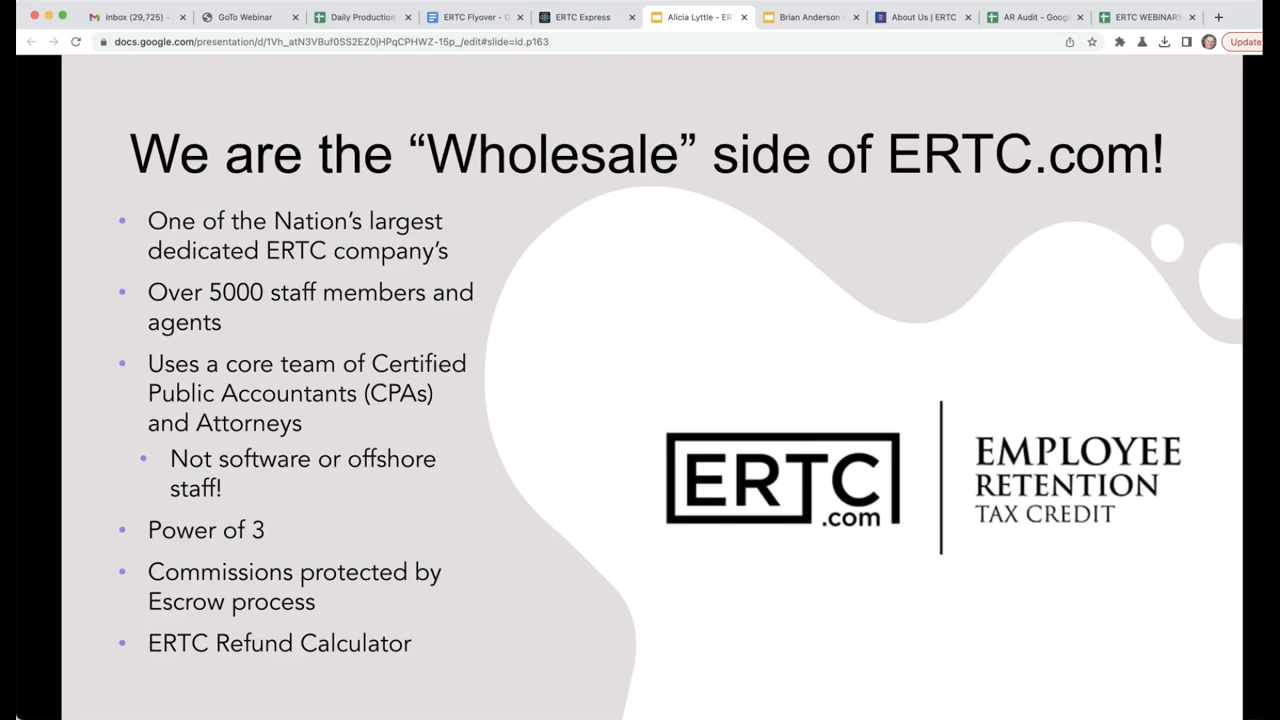 Inbox (29,725) -
GoTo Webinar
Daily Production
ERTC Flyover - G
ERTC Express
Alicia Lyttle - ER
Brian Anderson -
About Us | ERTC
AR Audit - Googl
ERTC WEBINARS
docs.google.com/presentation/d/1Vh_atN3VBuf0SS2EZ0jHPqCPHWZ-15p_/edit#slide=id.p163
Update
We are the “Wholesale” side of ERTC.com!
• One of the Nation’s largest
dedicated ERTC company’s
• Over 5000 staff members and
agents
• Uses a core team of Certified
Public Accountants (CPAs)
and Attorneys
• Not software or offshore
staff!
• Power of 3
• Commissions protected by
Escrow process
• ERTC Refund Calculator
ERTC
.com
EMPLOYEE
RETENTION
TAX CREDIT